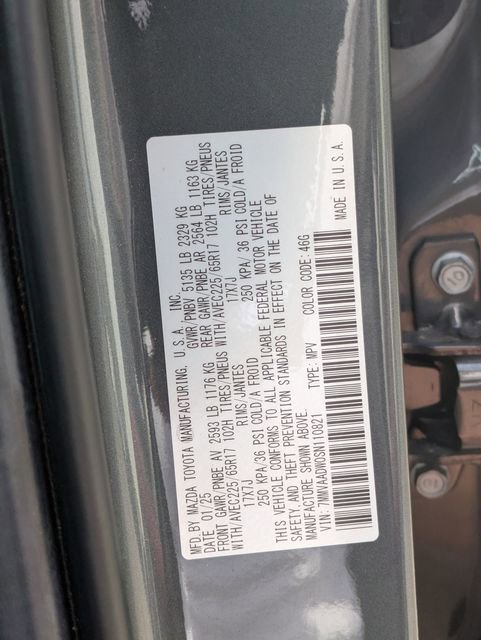 MFD. BY MAZDA TOYOTA MANUFACTURING, U.S.A., INC.
DATE: 01/25 GVWR/PNBV 5135 LB 2329 KG
FRONT GAWR/PNBE AV 2593 LB 1176 KG REAR GAWR/PNBE AR 2564 LB 1163 KG
WITH/AVEC225/65R17 102H TIRES/PNEUS WITH/AVEC225/65R17 102H TIRES/PNEUS
17X7J RIMS/JANTES 17X7J RIMS/JANTES
250 KPA/36 PSI COLD/A FROID 250 KPA/36 PSI COLD/A FROID
THIS VEHICLE CONFORMS TO ALL APPLICABLE FEDERAL MOTOR VEHICLE
SAFETY, AND THEFT PREVENTION STANDARDS IN EFFECT ON THE DATE OF
MANUFACTURE SHOWN ABOVE.
VIN: 7MMVAADW0SN110821 TYPE: MPV COLOR CODE: 46G MADE IN U.S.A.
10